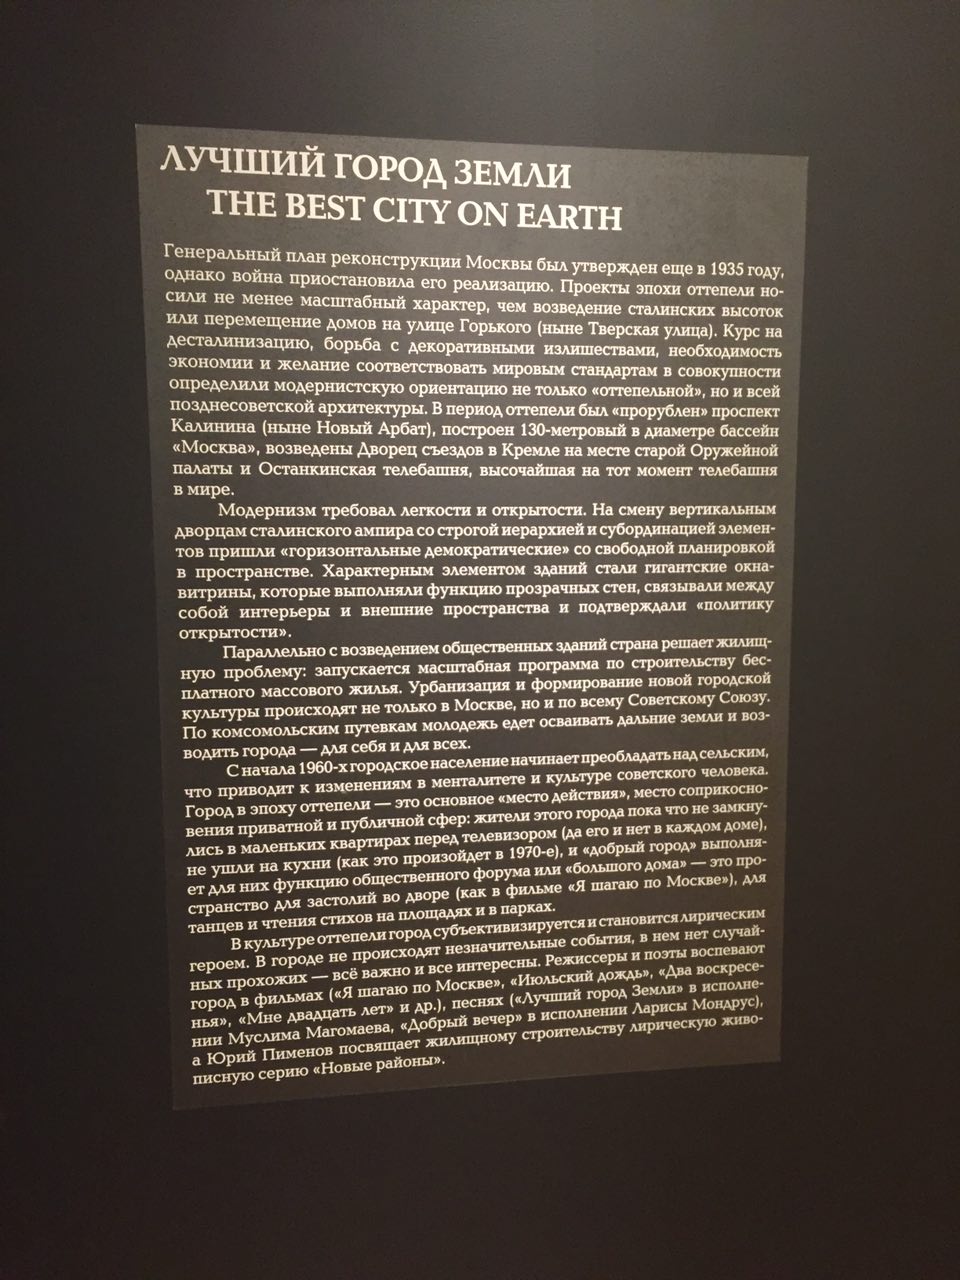 ЛУЧШИЙ ГОРОД ЗЕМЛИ
THE BEST CITY ON EARTH
Генеральный план реконструкции Москвы был утвержден еще в 1935 году,
однако война приостановила его реализацию. Проекты эпохи оттепели но-
сили не менее масштабный характер, чем возведение сталинских высоток
или перемещение домов на улице Горького (ныне Тверская улица). Курс на
десталинизацию, борьба с декоративными излишествами, необходимость
экономии и желание соответствовать мировым стандартам в совокупности
определили модернистскую ориентацию не только «оттепельной», но и всей
позднесоветской архитектуры. В период оттепели был «прорублен» проспект
Калинина (ныне Новый Арбат), построен 130-метровый в диаметре бассейн
«Москва», возведены Дворец съездов в Кремле на месте старой Оружейной
палаты и Останкинская телебашня, высочайшая на тот момент телебашня
в мире.
Модернизм требовал легкости и открытости. На смену вертикальным
дворцам сталинского ампира со строгой иерархией и субординацией элемен-
тов пришли «горизонтальные демократические» со свободной планировкой
в пространстве. Характерным элементом зданий стали гигантские окна-
витрины, которые выполняли функцию прозрачных стен, связывали между
собой интерьеры и внешние пространства и подтверждали «политику
открытости».
Параллельно с возведением общественных зданий страна решает жилищ-
ную проблему: запускается масштабная программа по строительству бес-
платного массового жилья. Урбанизация и формирование новой городской
культуры происходят не только в Москве, но и по всему Советскому Союзу.
По комсомольским путевкам молодежь едет осваивать дальние земли и воз-
водить города — для себя и для всех.
С начала 1960-х городское население начинает преобладать над сельским,
что приводит к изменениям в менталитете и культуре советского человека.
Город в эпоху оттепели — это основное «место действия», место соприкосно-
вения приватной и публичной сфер: жители этого города пока что не замкну-
лись в маленьких квартирах перед телевизором (да его и нет в каждом доме),
не ушли на кухни (как это произойдет в 1970-е), и «добрый город» выполня-
ет для них функцию общественного форума или «большого дома» — это про-
странство для застолий во дворе (как в фильме «Я шагаю по Москве»), для
танцев и чтения стихов на площадях и в парках.
В культуре оттепели город субъективизируется и становится лирическим
героем. В городе не происходят незначительные события, в нем нет случай-
ных прохожих — всё важно и все интересны. Режиссеры и поэты воспевают
город в фильмах («Я шагаю по Москве», «Июльский дождь», «Два воскресе-
нья», «Мне двадцать лет» и др.), песнях («Лучший город Земли» в исполне-
нии Муслима Магомаева, «Добрый вечер» в исполнении Ларисы Мондрус),
а Юрий Пименов посвящает жилищному строительству лирическую живо-
писную серию «Новые районы».